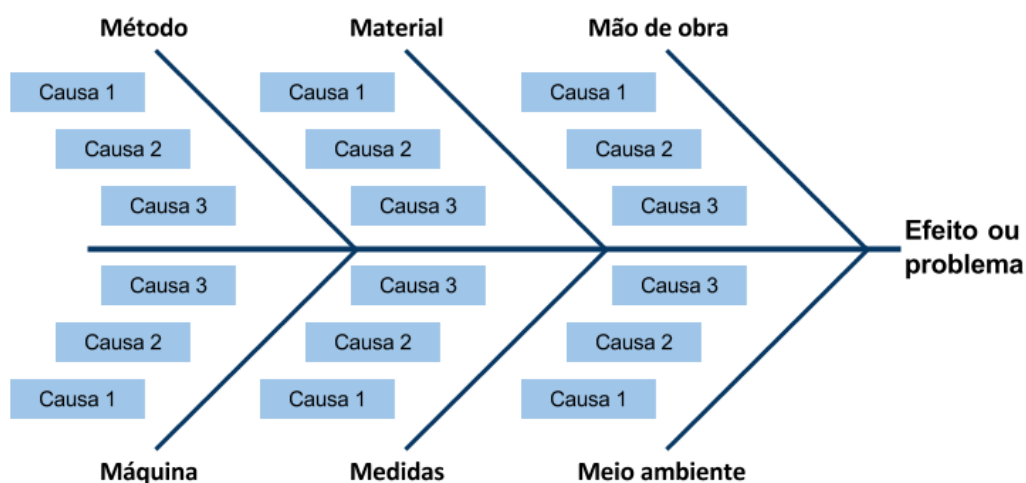 Método Material Mão de obra
Causa 1 Causa 1 Causa 1
Causa 2 Causa 2 Causa 2
Causa 3 Causa 3 Causa 3
Efeito ou
problema
Causa 3 Causa 3 Causa 3
Causa 2 Causa 2 Causa 2
Causa 1 Causa 1 Causa 1
Máquina Medidas Meio ambiente